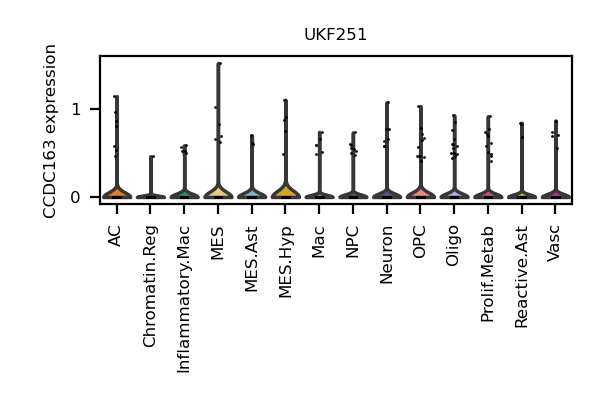 UKF251
CCDC163 expression
1
0
AC
Chromatin.Reg
Inflammatory.Mac
MES
MES.Ast
MES.Hyp
Mac
NPC
Neuron
OPC
Oligo
Prolif.Metab
Reactive.Ast
Vasc